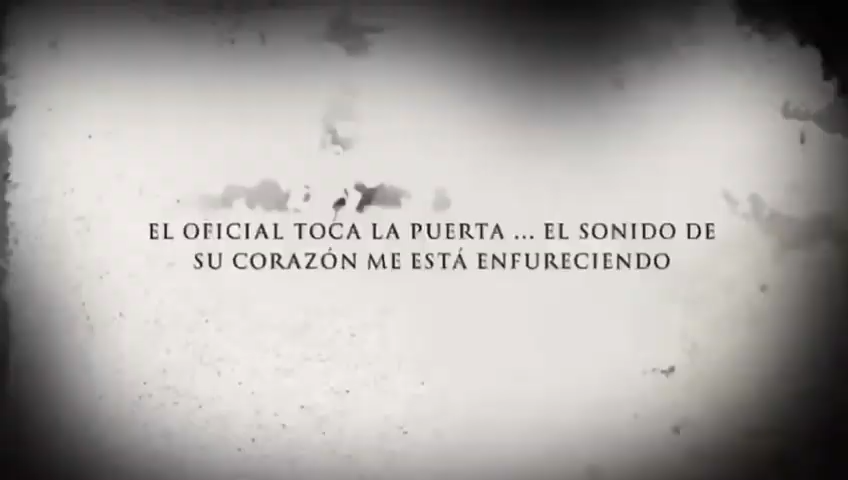 EL OFICIAL TOCA LA PUERTA ... EL SONIDO DE
SU CORAZÓN ME ESTÁ ENFURECIENDO